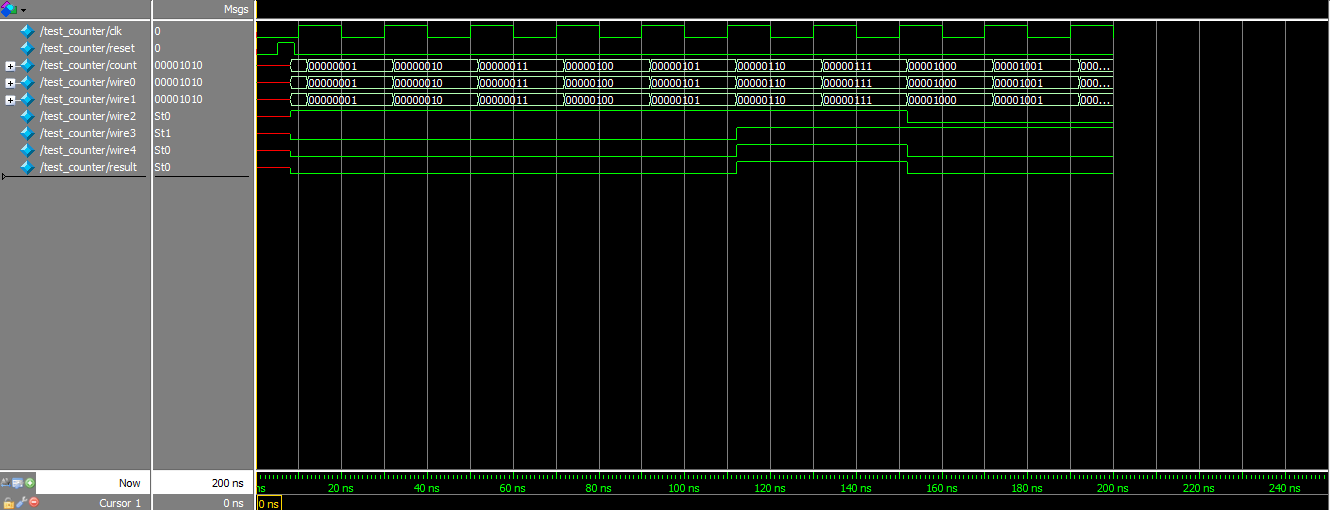 Msgs
/test_counter/clk 0
/test_counter/reset 0
/test_counter/count 00001010 00000001 00000010 00000011 00000100 00000101 00000110 00000111 00001000 00001001 000...
/test_counter/wire0 00001010 00000001 00000010 00000011 00000100 00000101 00000110 00000111 00001000 00001001 000...
/test_counter/wire1 00001010 00000001 00000010 00000011 00000100 00000101 00000110 00000111 00001000 00001001 000...
/test_counter/wire2 St0
/test_counter/wire3 St1
/test_counter/wire4 St0
/test_counter/result St0
Now 200 ns ns 20 ns 40 ns 60 ns 80 ns 100 ns 120 ns 140 ns 160 ns 180 ns 200 ns 220 ns 240 ns
Cursor 1 0 ns 0 ns